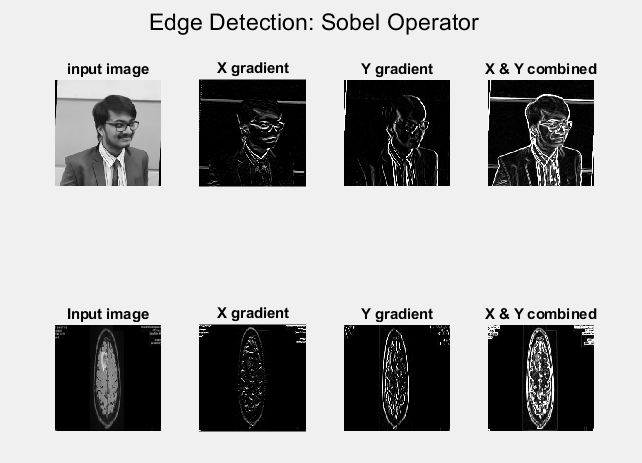 Edge Detection: Sobel Operator
input image X gradient Y gradient X & Y combined
Input image X gradient Y gradient X & Y combined